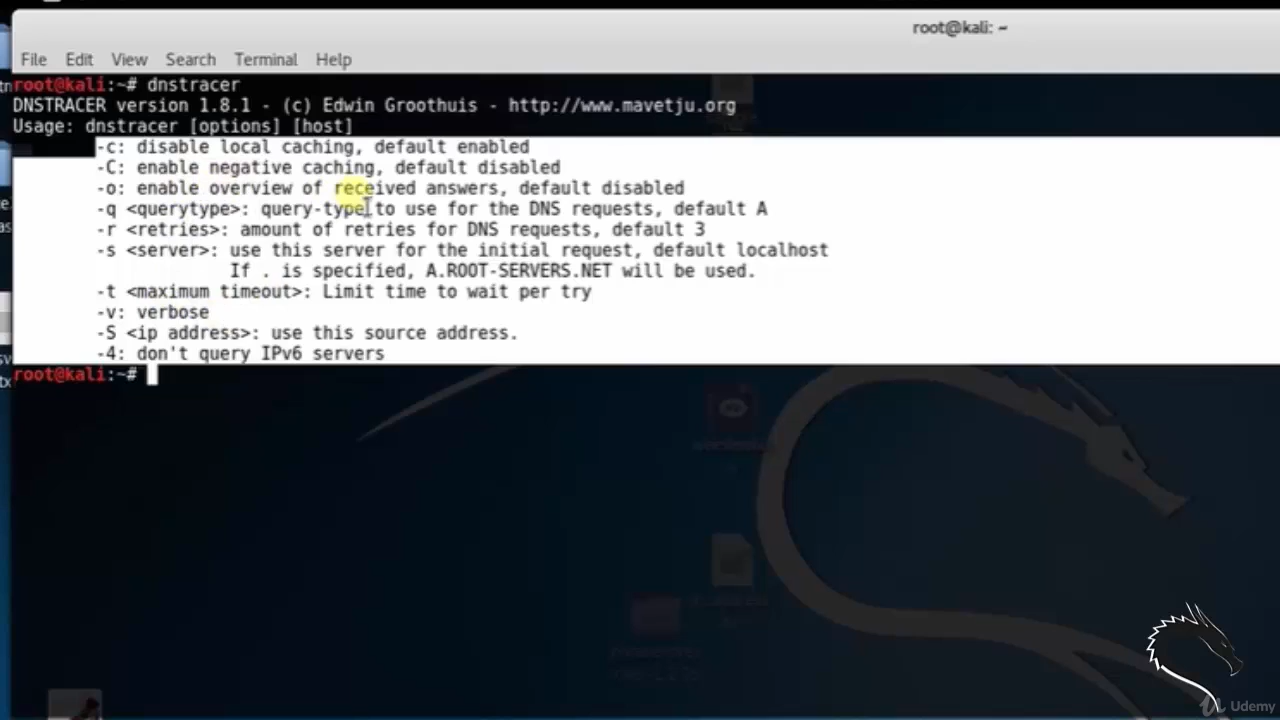 root@kali: ~
File Edit View Search Terminal Help
root@kali:~# dnstracer
DNSTRACER version 1.8.1 - (c) Edwin Groothuis - http://www.mavetju.org
Usage: dnstracer [options] [host]
-c: disable local caching, default enabled
-C: enable negative caching, default disabled
-o: enable overview of received answers, default disabled
-q <querytype>: query-type to use for the DNS requests, default A
-r <retries>: amount of retries for DNS requests, default 3
-s <server>: use this server for the initial request, default localhost
If . is specified, A.ROOT-SERVERS.NET will be used.
-t <maximum timeout>: Limit time to wait per try
-v: verbose
-S <ip address>: use this source address.
-4: don't query IPv6 servers
root@kali:~#
Udemy